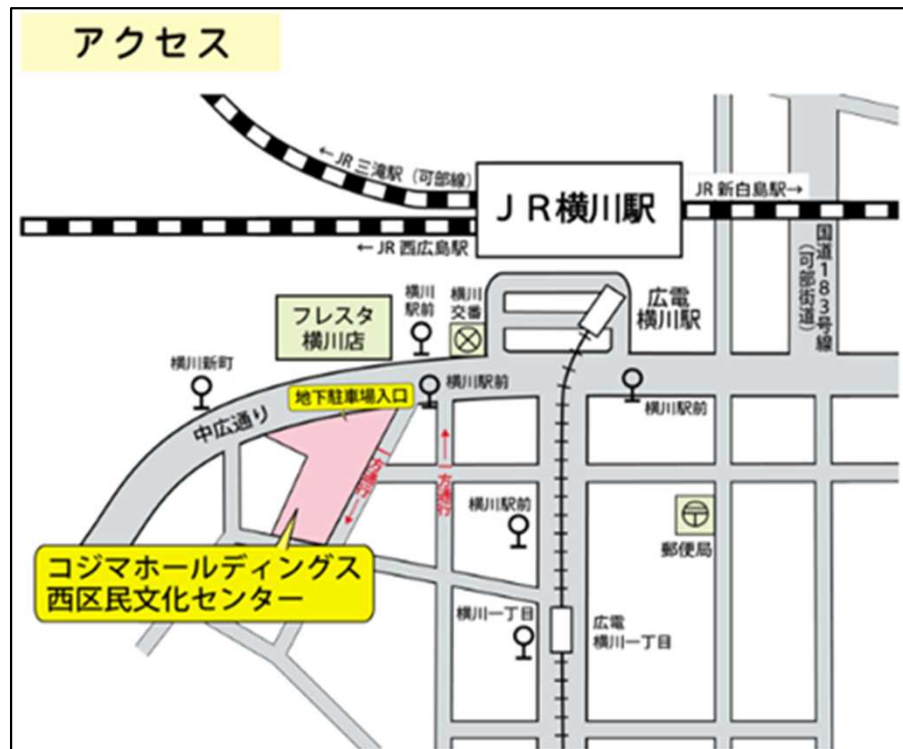 アクセス
← JR 三滝駅（可部線）
ＪＲ横川駅
JR 新白島駅→
← JR 西広島駅
国道183号線
（可部街道）
横川
駅前
横川
交番
広電
横川駅
フレスタ
横川店
横川新町
地下駐車場入口
横川駅前
横川駅前
中広通り
一方通行→
←一方通行
横川駅前
郵便局
コジマホールディングス
西区民文化センター
横川一丁目
広電
横川一丁目